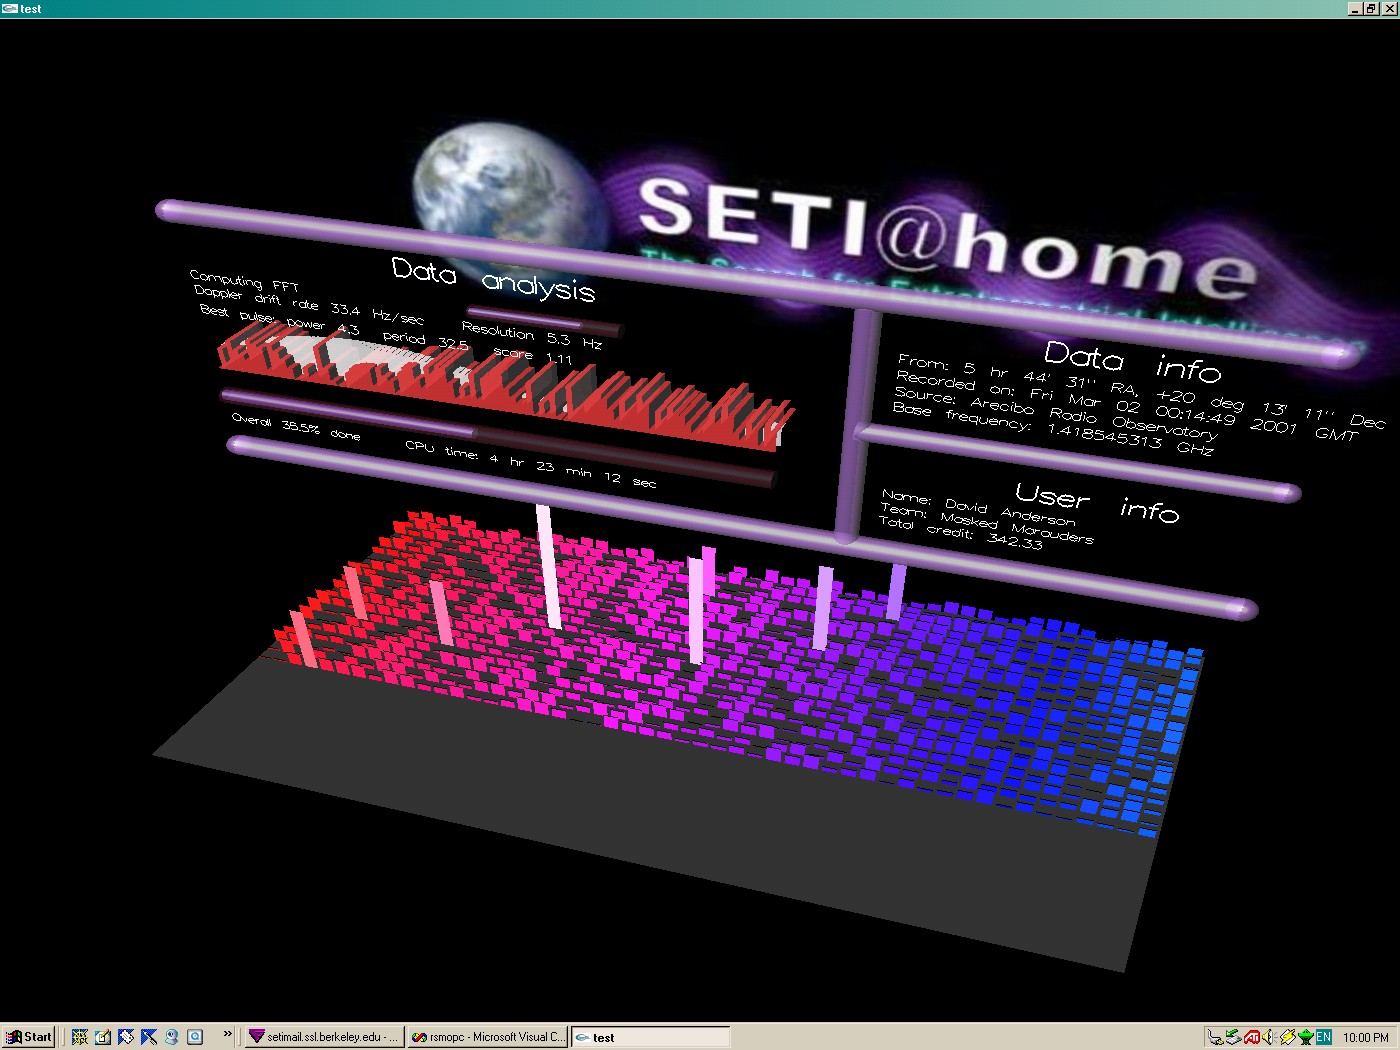 test
SETI@home
The Search for Extraterrestrial Intelligence
Data analysis
Computing FFT
Doppler drift rate 33.4 Hz/sec Resolution 5.3 Hz
Best pulse: power 4.3 period 32.5 score 1.11
Overall 35.5% done
CPU time: 4 hr 23 min 12 sec
Data info
From: 5 hr 44' 31'' RA, +20 deg 13' 11'' Dec
Recorded on: Fri Mar 02 00:14:49 2001 GMT
Source: Arecibo Radio Observatory
Base frequency: 1.418545313 GHz
User info
Name: David Anderson
Team: Masked Marauders
Total credit: 342.33
Start
»
setimail.ssl.berkeley.edu - ...
rsmopc - Microsoft Visual C...
test
EN
10:00 PM